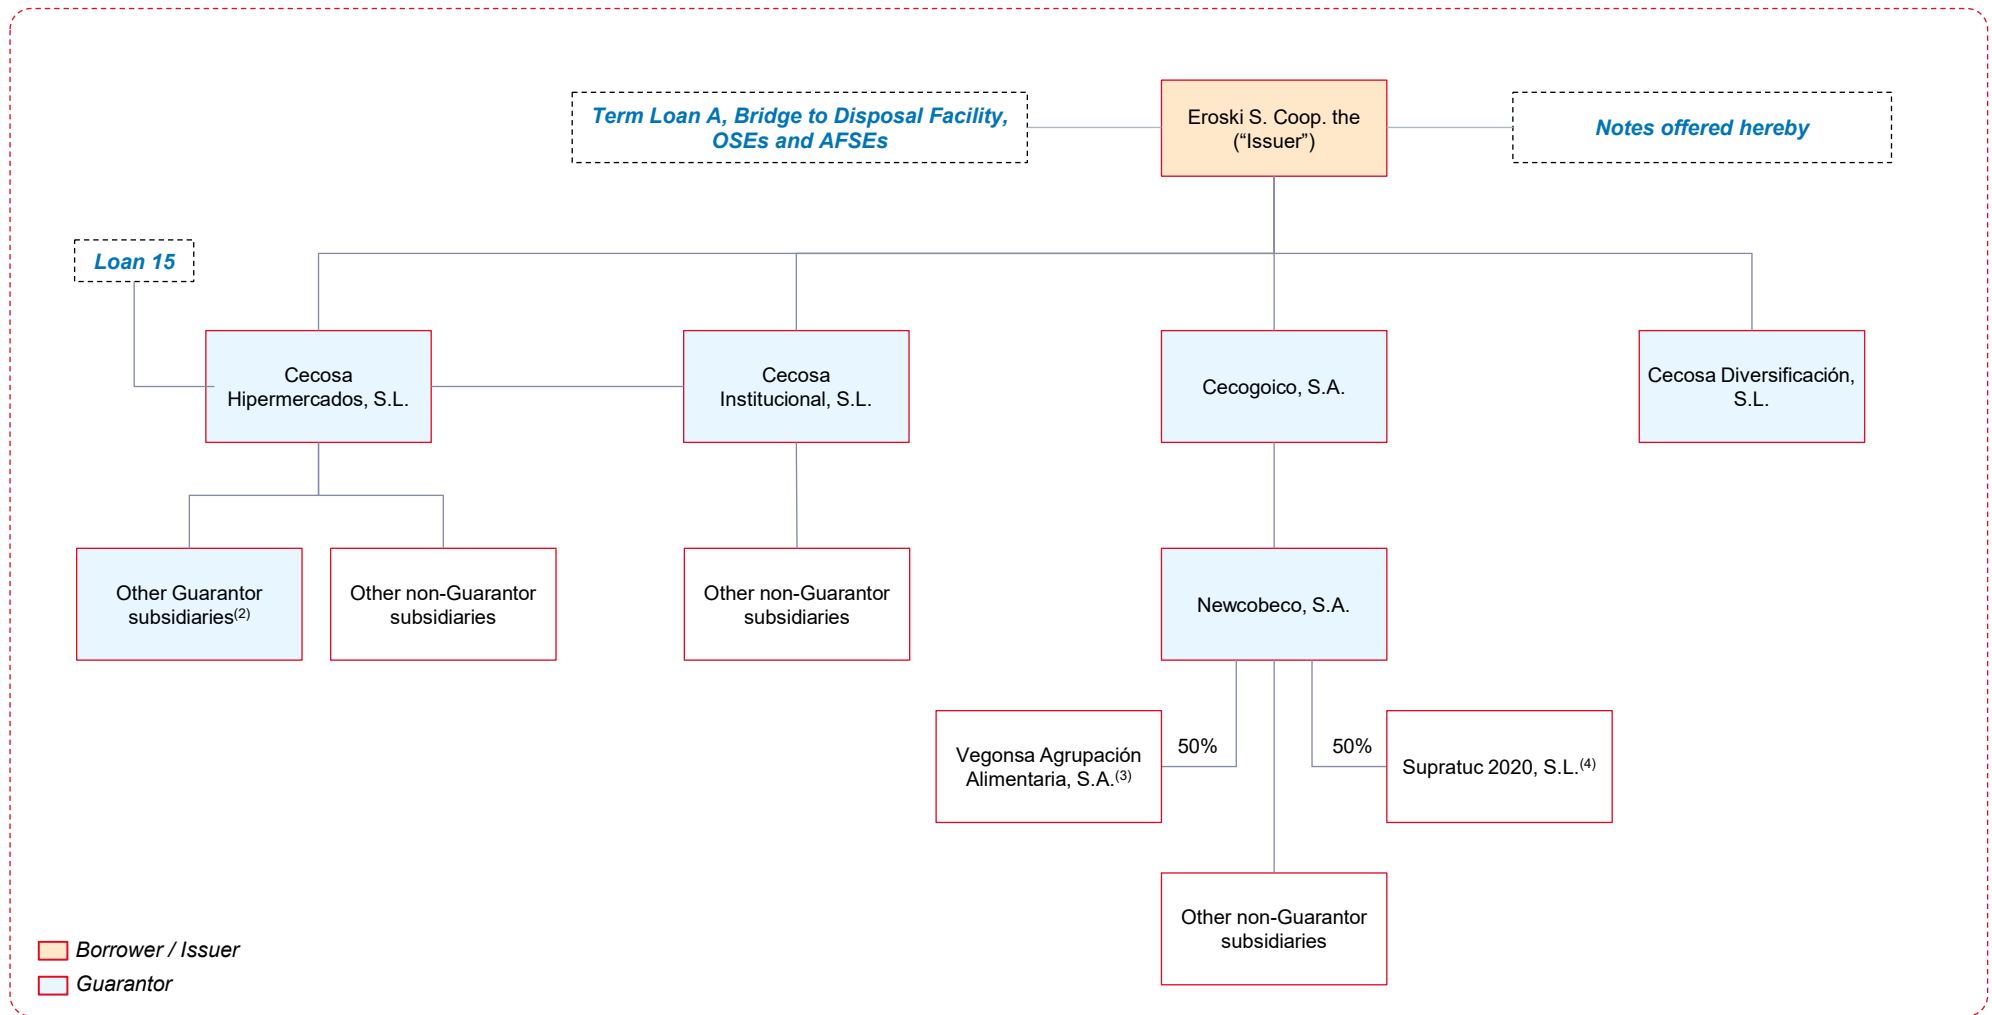 Term Loan A, Bridge to Disposal Facility,
OSEs and AFSEs
Eroski S. Coop. the
(“Issuer”)
Notes offered hereby
Loan 15
Cecosa
Hipermercados, S.L.
Cecosa
Institucional, S.L.
Cecogoico, S.A.
Cecosa Diversificación,
S.L.
Other Guarantor
subsidiaries(2)
Other non-Guarantor
subsidiaries
Other non-Guarantor
subsidiaries
Newcobeco, S.A.
Vegonsa Agrupación
Alimentaria, S.A.(3)
50%
50%
Supratuc 2020, S.L.(4)
Other non-Guarantor
subsidiaries
Borrower / Issuer
Guarantor